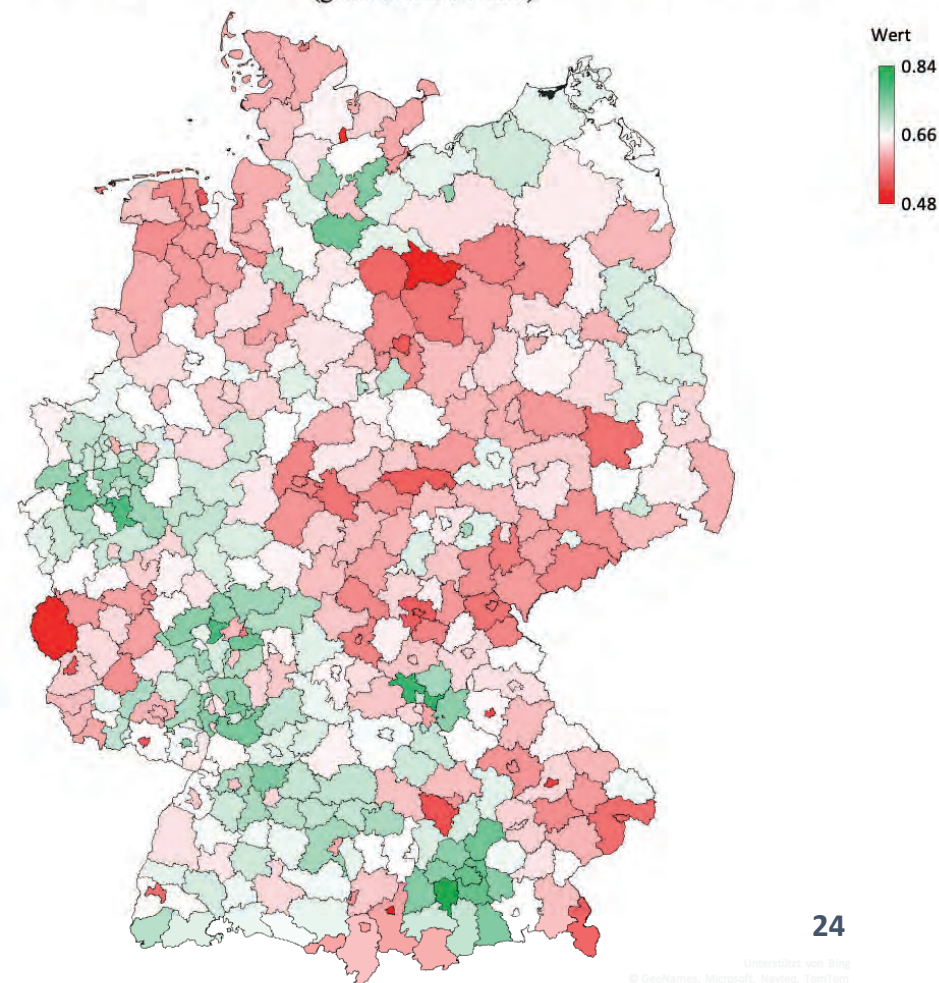 Wert
0.84
0.66
0.48
24
Unterstützt von Bing
© GeoNames, Microsoft, Navteq, TomTom